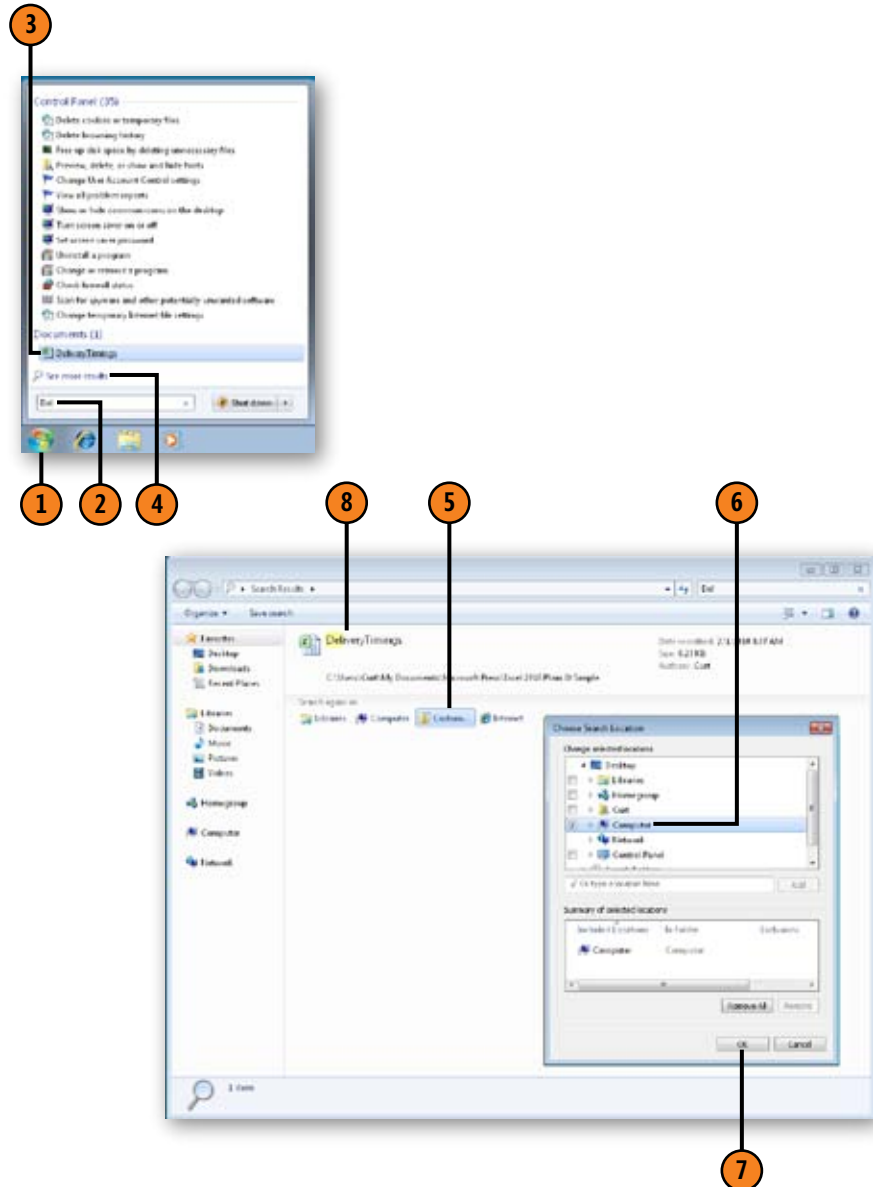 3
Control Panel (35)
Delete cookies or temporary files
Delete browsing history
Free up disk space by deleting unnecessary files
Preview, delete, or show and hide fonts
Change User Account Control settings
View all problem reports
Show or hide common icons on the desktop
Turn screen saver on or off
Set screen saver password
Uninstall a program
Change or remove a program
Check firewall status
Scan for spyware and other potentially unwanted software
Change temporary Internet file settings
Documents (1)
DeliveryTimings
See more results
Del
Shut down
1 2 4
8 5 6
Search Results
Del
Organize
Save search
Favorites
Desktop
Downloads
Recent Places
Libraries
Documents
Music
Pictures
Videos
Homegroup
Computer
Network
DeliveryTimings
Size: 6.21 KB
Authors: Curt
Search again in:
Libraries
Computer
Custom...
Internet
Choose Search Location
Change selected locations
Desktop
Libraries
Homegroup
Curt
Computer
Network
Control Panel
Or type a location here
Add
Summary of selected locations
Included Locations
In Folder
Computer
Computer
Remove All
Remove
OK
Cancel
1 item
7